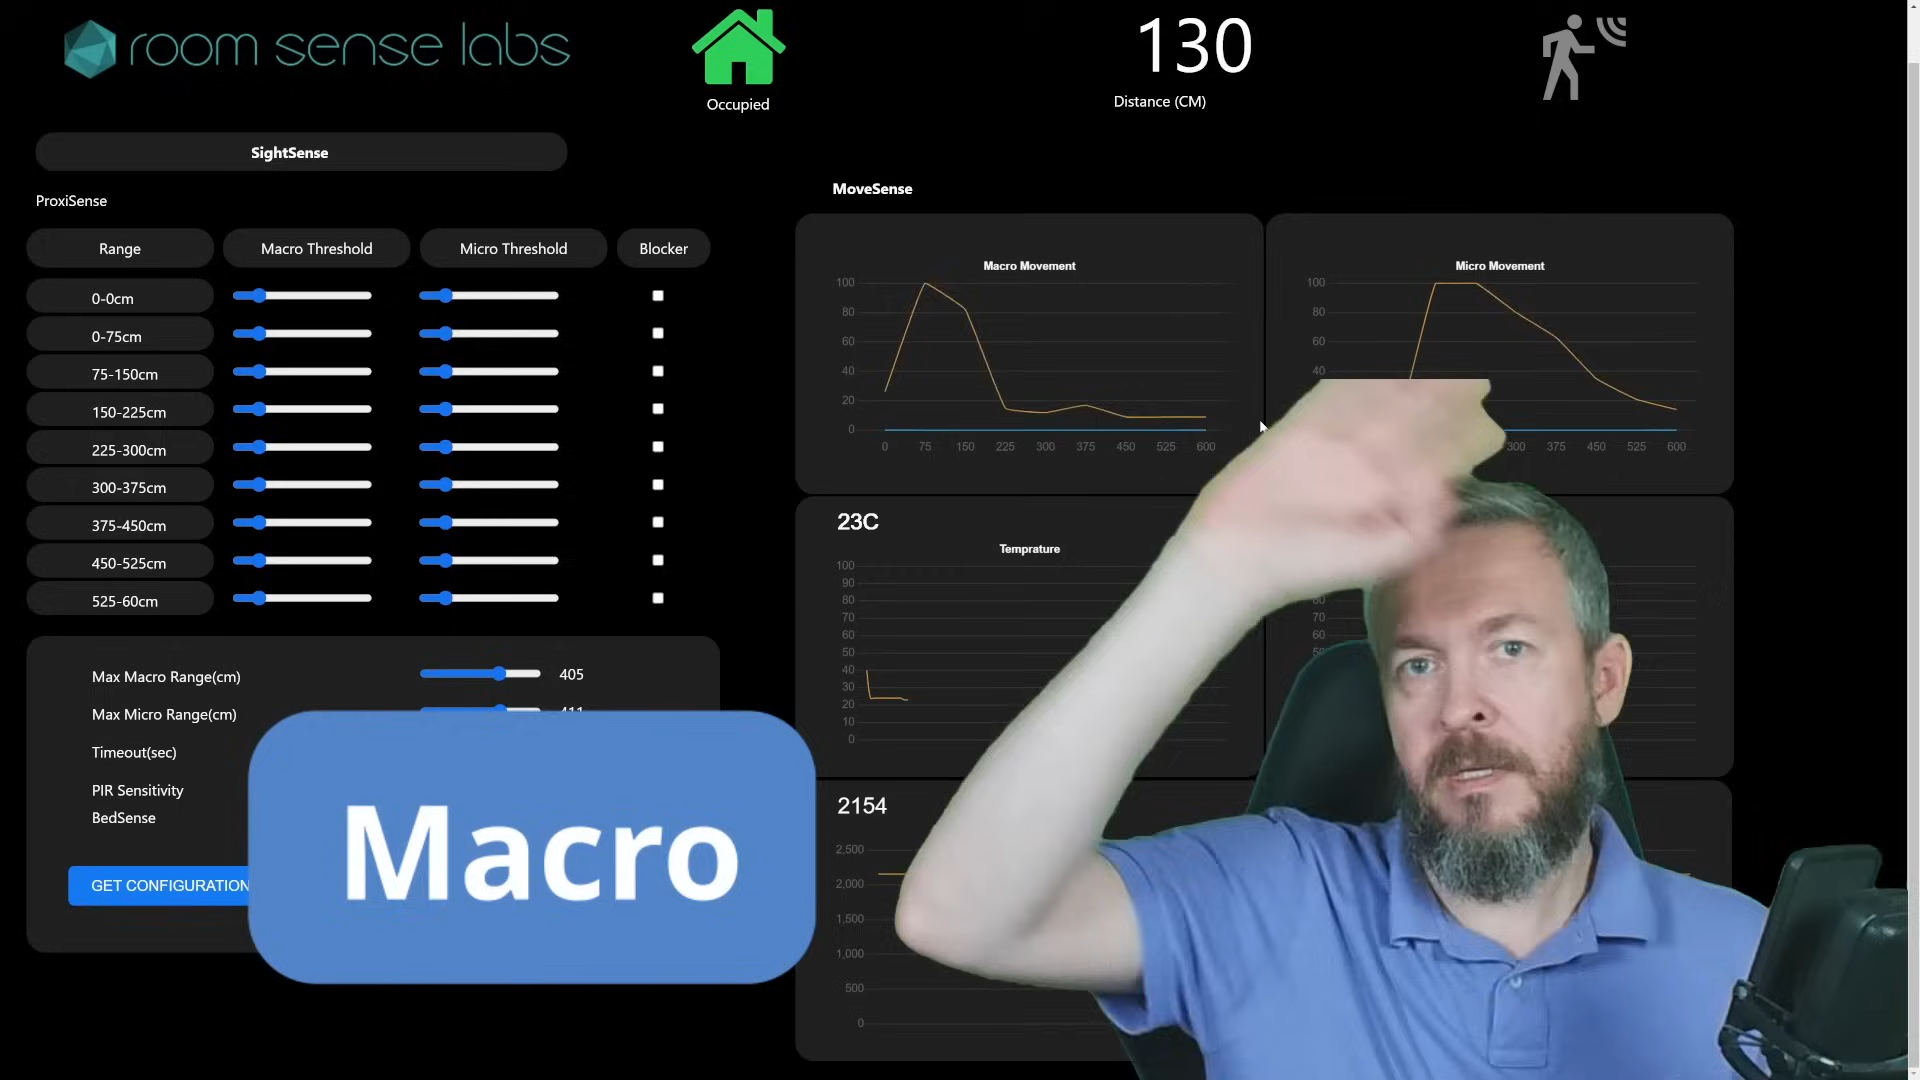 room sense labs
Occupied
130
Distance (CM)
SightSense
ProxiSense
MoveSense
Range
Macro Threshold
Micro Threshold
Blocker
0-0cm
0-75cm
75-150cm
150-225cm
225-300cm
300-375cm
375-450cm
450-525cm
525-60cm
Macro Movement
100
80
60
40
20
0
0 75 150 225 300 375 450 525 600
Micro Movement
100
80
60
40
300 375 450 525 600
23C
Temprature
100
90
80
70
60
50
40
30
20
10
0
80
70
60
2154
2,500
2,000
1,500
1,000
500
0
Max Macro Range(cm)
405
Max Micro Range(cm)
411
Timeout(sec)
PIR Sensitivity
BedSense
GET CONFIGURATION
Macro